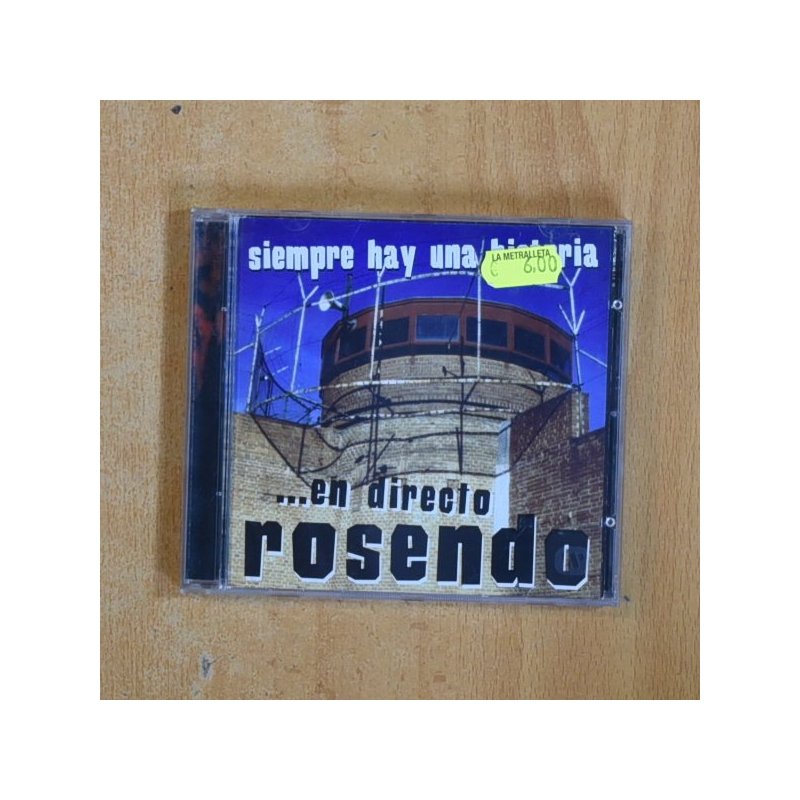 siempre hay una historia
LA METRALLETA
€ 6,00
...en directo
rosendo